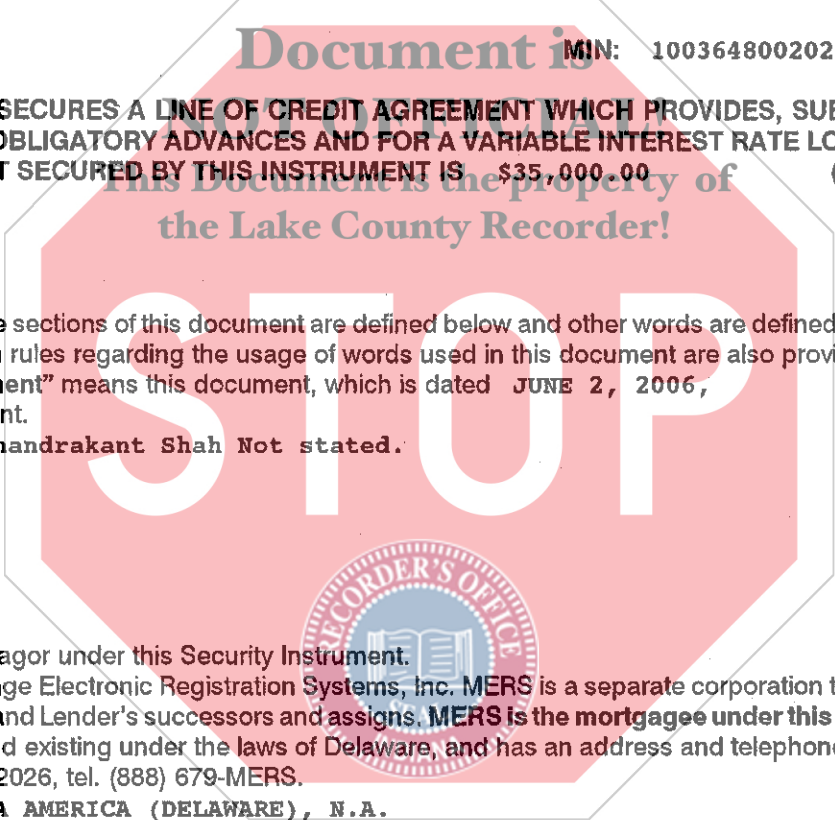 Document is
MIN: 100364800202
SECURES A LINE OF CREDIT AGREEMENT WHICH PROVIDES, SU
NOT OFFICIAL!
OBLIGATORY ADVANCES AND FOR A VARIABLE INTEREST RATE LO
T SECURED BY THIS INSTRUMENT IS $35,000.00 (
This Document is the property of
the Lake County Recorder!
e sections of this document are defined below and other words are defined
n rules regarding the usage of words used in this document are also provi
ent” means this document, which is dated JUNE 2, 2006,
nt.
handrakant Shah Not stated.
STOP
RECORDER'S OFFICE
agor under this Security Instrument.
ge Electronic Registration Systems, Inc. MERS is a separate corporation t
and Lender's successors and assigns. MERS is the mortgagee under this
SEAL
d existing under the laws of Delaware, and has an address and telephone
2026, tel. (888) 679-MERS.
A AMERICA (DELAWARE), N.A.